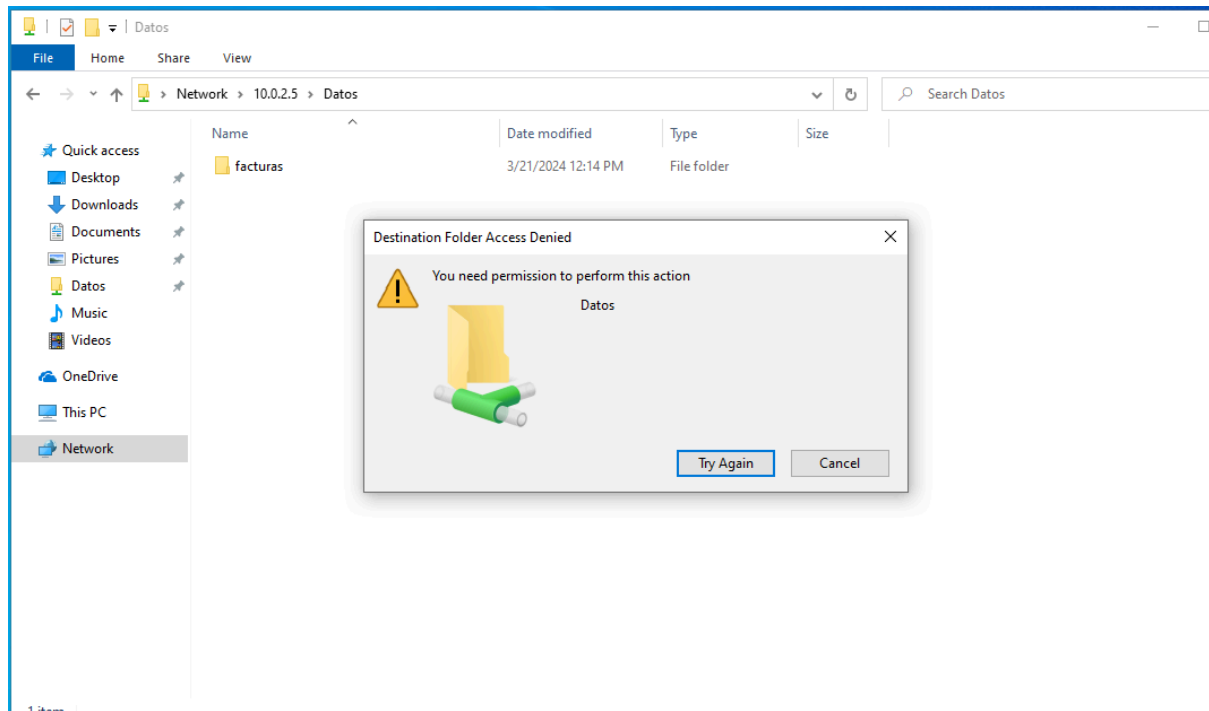 Datos
File Home Share View
Network > 10.0.2.5 > Datos
Search Datos
Name Date modified Type Size
facturas 3/21/2024 12:14 PM File folder
Quick access
Desktop
Downloads
Documents
Pictures
Datos
Music
Videos
OneDrive
This PC
Network
Destination Folder Access Denied
You need permission to perform this action
Datos
Try Again Cancel
1 item